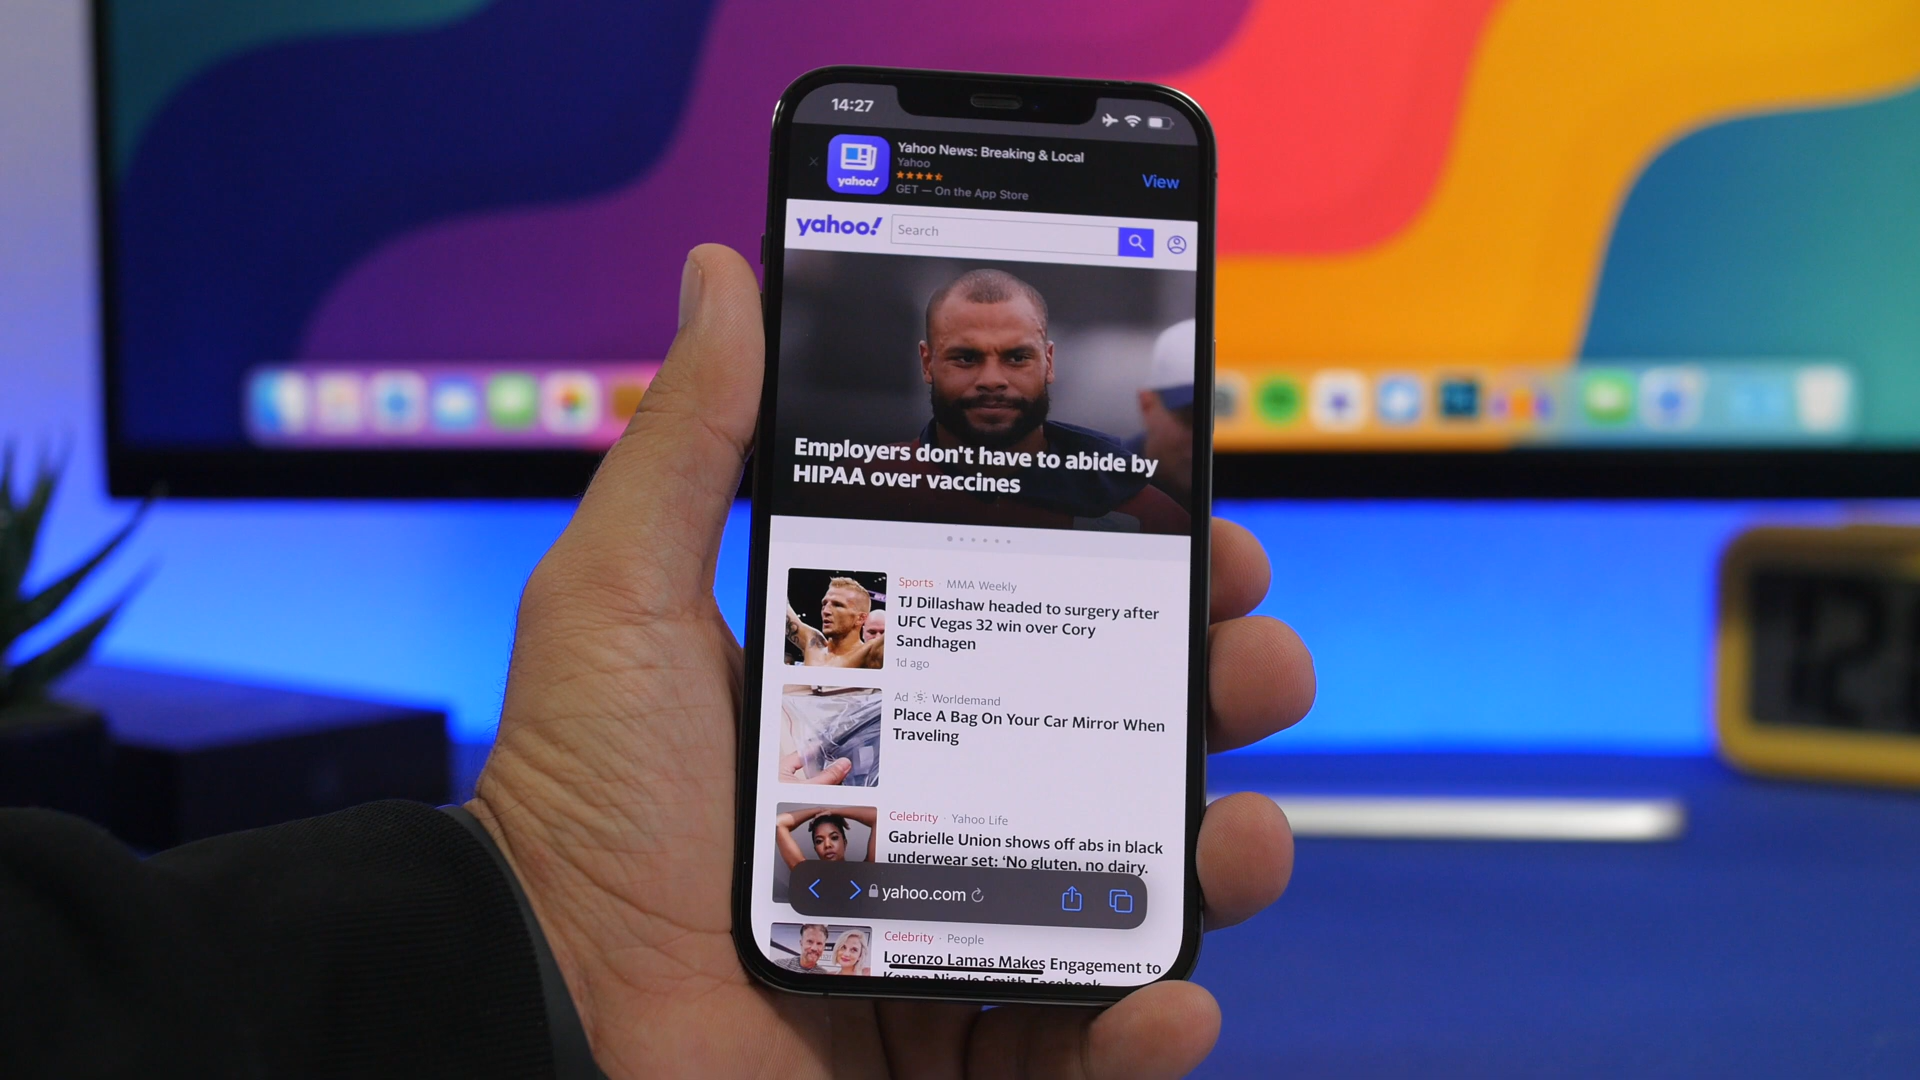 14:27
Yahoo News: Breaking & Local
Yahoo
GET — On the App Store
View
yahoo!
yahoo!
Search
Employers don't have to abide by
HIPAA over vaccines
Sports · MMA Weekly
TJ Dillashaw headed to surgery after
UFC Vegas 32 win over Cory
Sandhagen
1d ago
Ad · Worldemand
Place A Bag On Your Car Mirror When
Traveling
Celebrity · Yahoo Life
Gabrielle Union shows off abs in black
underwear set: ‘No gluten, no dairy.
yahoo.com
Celebrity · People
Lorenzo Lamas Makes Engagement to
Kenna Nicole Smith Facebook